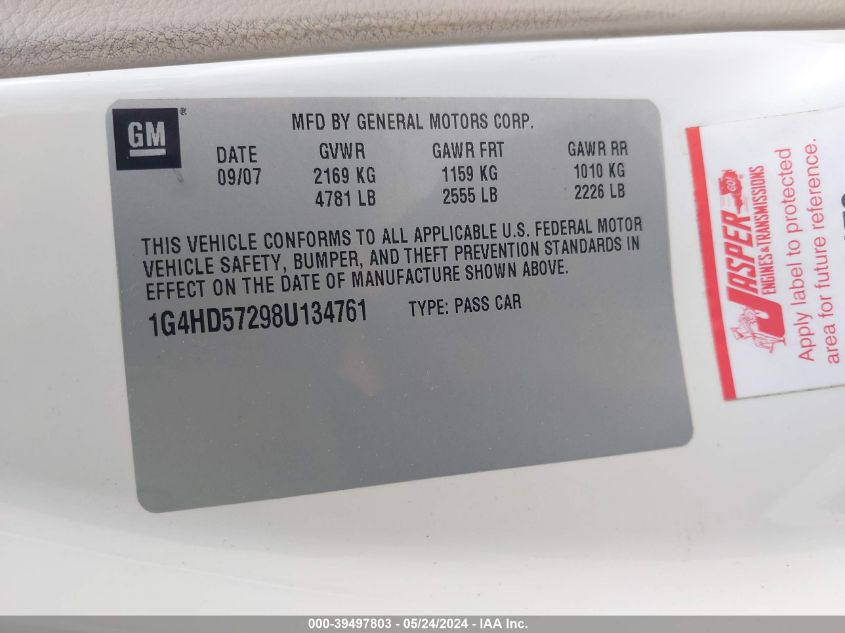 GM®
MFD BY GENERAL MOTORS CORP.
DATE GVWR GAWR FRT GAWR RR
09/07 2169 KG 1159 KG 1010 KG
4781 LB 2555 LB 2226 LB
THIS VEHICLE CONFORMS TO ALL APPLICABLE U.S. FEDERAL MOTOR
VEHICLE SAFETY, BUMPER, AND THEFT PREVENTION STANDARDS IN
EFFECT ON THE DATE OF MANUFACTURE SHOWN ABOVE.
1G4HD57298U134761 TYPE: PASS CAR
JASPER
ENGINES & TRANSMISSIONS
Apply label to protected
area for future reference.
000-39497803 - 05/24/2024 - IAA Inc.